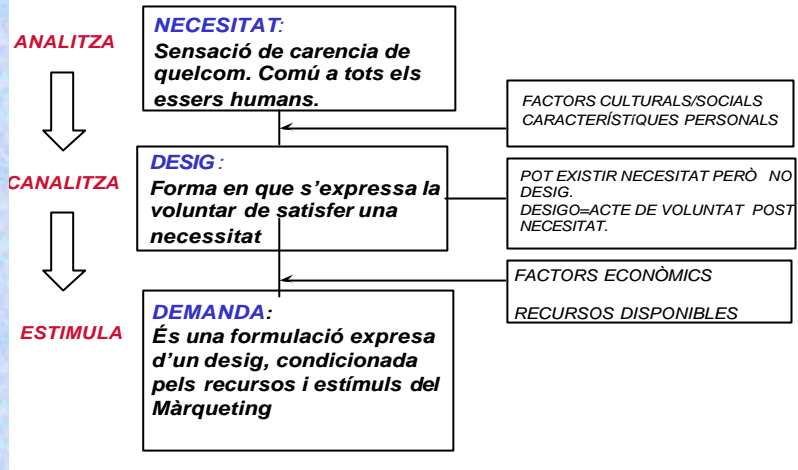 ANALITZA
NECESITAT:
Sensació de carencia de
quelcom. Comú a tots els
essers humans.
FACTORS CULTURALS/SOCIALS
CARACTERÍSTiQUES PERSONALS
CANALITZA
DESIG:
Forma en que s'expressa la
voluntar de satisfer una
necessitat
POT EXISTIR NECESITAT PERÒ NO
DESIG.
DESIGO=ACTE DE VOLUNTAT POST
NECESITAT.
FACTORS ECONÒMICS
RECURSOS DISPONIBLES
ESTIMULA
DEMANDA:
És una formulació expresa
d'un desig, condicionada
pels recursos i estímuls del
Màrqueting